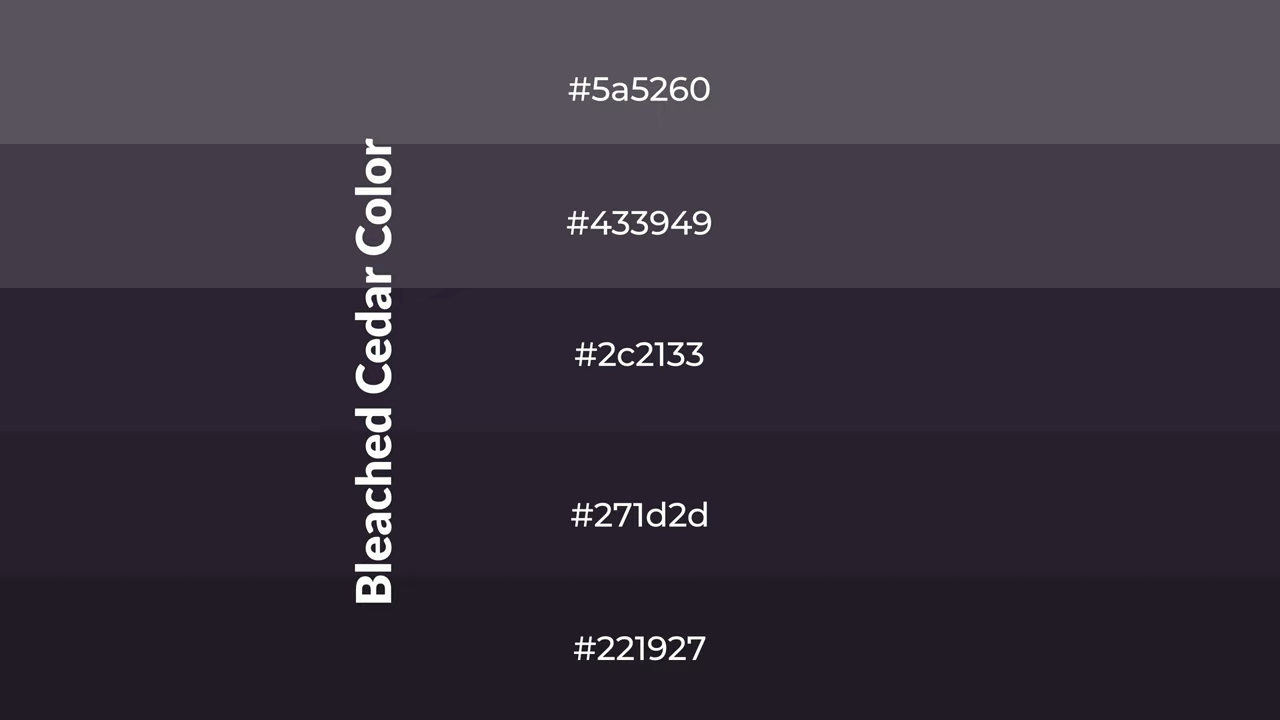 Bleached Cedar Color
#5a5260
#433949
#2c2133
#271d2d
#221927